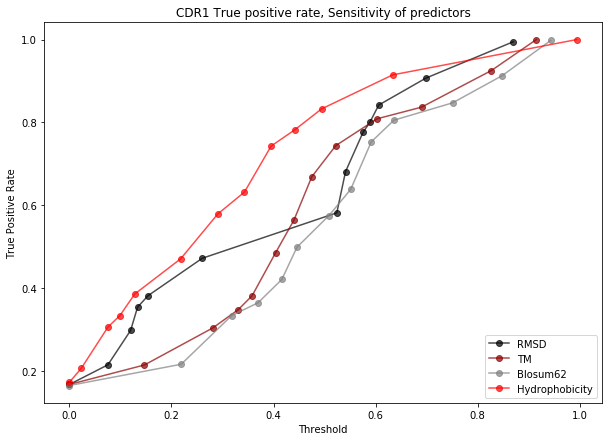 CDR1 True positive rate, Sensitivity of predictors
True Positive Rate
1.0
0.8
0.6
0.4
0.2
0.0
0.2
0.4
0.6
0.8
1.0
Threshold
RMSD
TM
Blosum62
Hydrophobicity